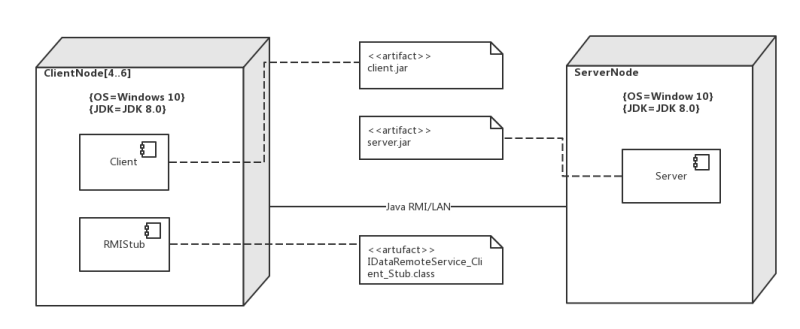 <<artifact>>
client.jar
ClientNode[4..6]
ServerNode
{OS=Windows 10}
{JDK=JDK 8.0}
{OS=Window 10}
{JDK=JDK 8.0}
<<artifact>>
server.jar
Client
Server
Java RMI/LAN
RMIStub
<<artufact>>
IDataRemoteService_Cli
ent_Stub.class